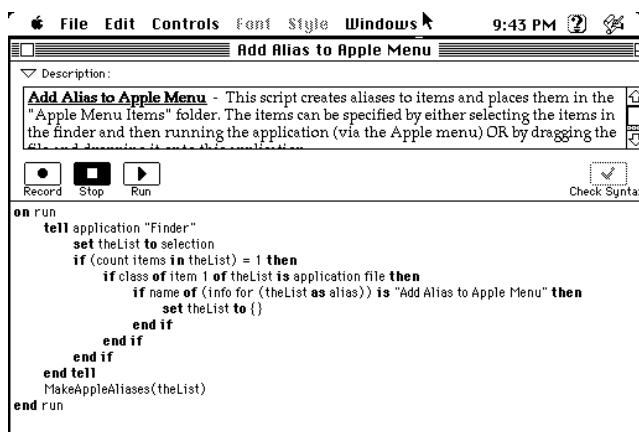 File Edit Controls Font Style Windows 9:43 PM
Add Alias to Apple Menu
Description:
Add Alias to Apple Menu - This script creates aliases to items and places them in the
"Apple Menu Items" folder. The items can be specified by either selecting the items in
the finder and then running the application (via the Apple menu) OR by dragging the
Record Stop Run Check Syntax
on run
tell application "Finder"
set theList to selection
if (count items in theList) = 1 then
if class of item 1 of theList is application file then
if name of (info for (theList as alias)) is "Add Alias to Apple Menu" then
set theList to {}
end if
end if
end if
end tell
MakeAppleAliases(theList)
end run